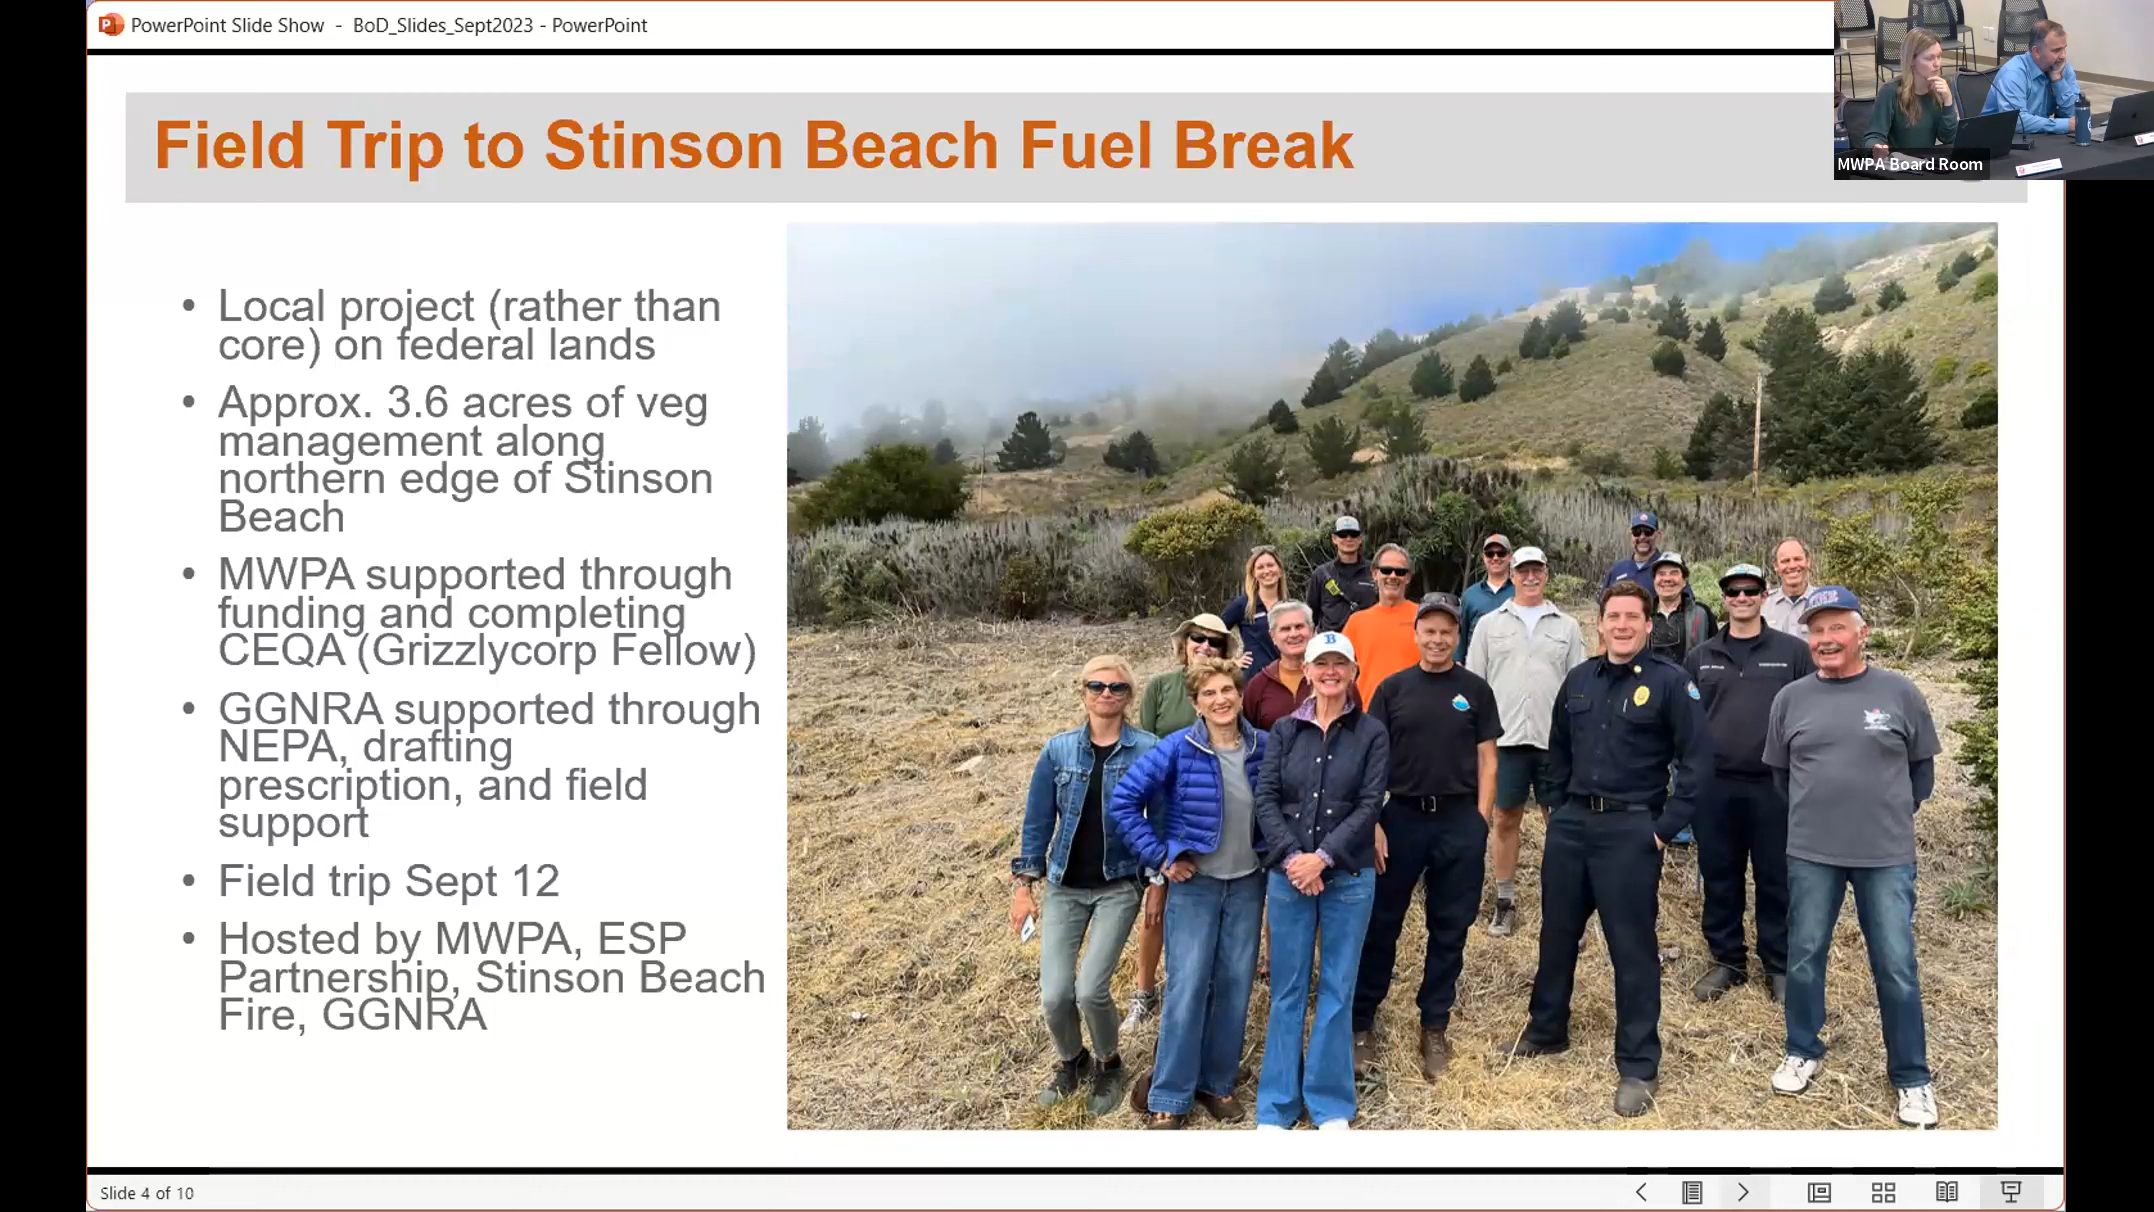 PowerPoint Slide Show - BoD_Slides_Sept2023 - PowerPoint
MWPA Board Room
Field Trip to Stinson Beach Fuel Break
• Local project (rather than
core) on federal lands
• Approx. 3.6 acres of veg
management along
northern edge of Stinson
Beach
• MWPA supported through
funding and completing
CEQA (Grizzlycorp Fellow)
• GGNRA supported through
NEPA, drafting
prescription, and field
support
• Field trip Sept 12
• Hosted by MWPA, ESP
Partnership, Stinson Beach
Fire, GGNRA
B
Slide 4 of 10